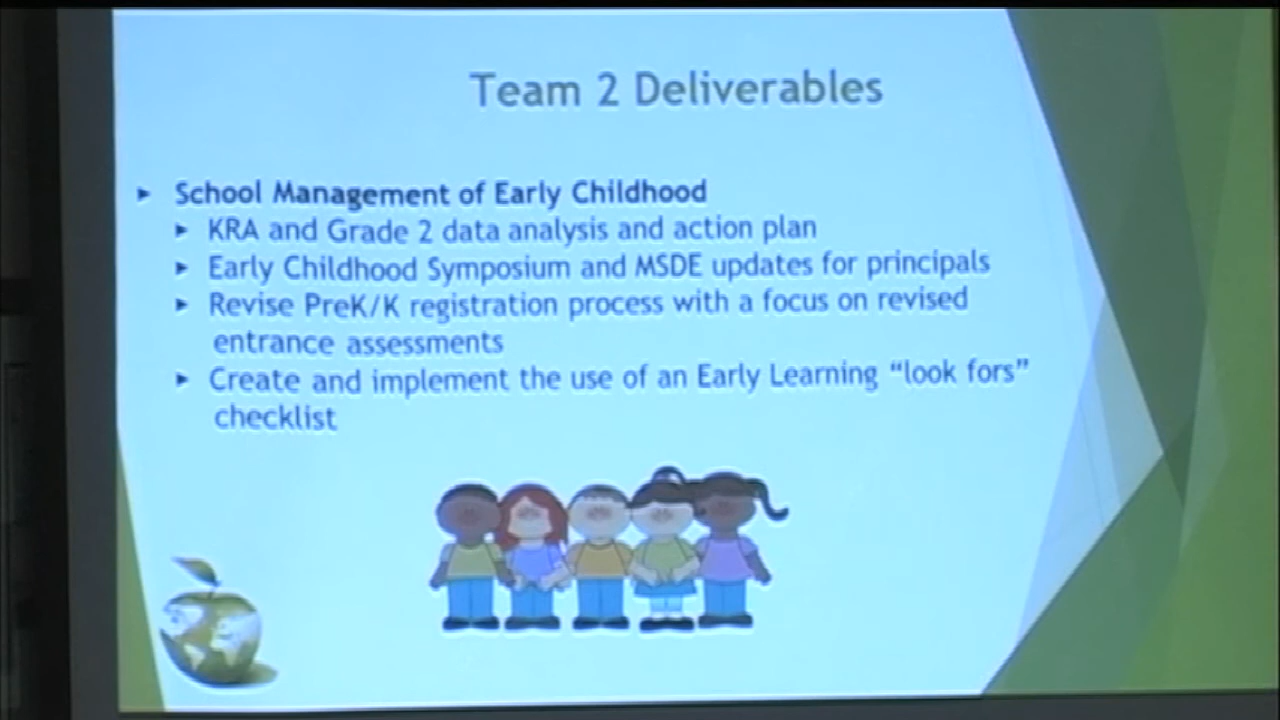 Team 2 Deliverables
School Management of Early Childhood
KRA and Grade 2 data analysis and action plan
Early Childhood Symposium and MSDE updates for principals
Revise PreK/K registration process with a focus on revised
entrance assessments
Create and implement the use of an Early Learning “look fors”
checklist